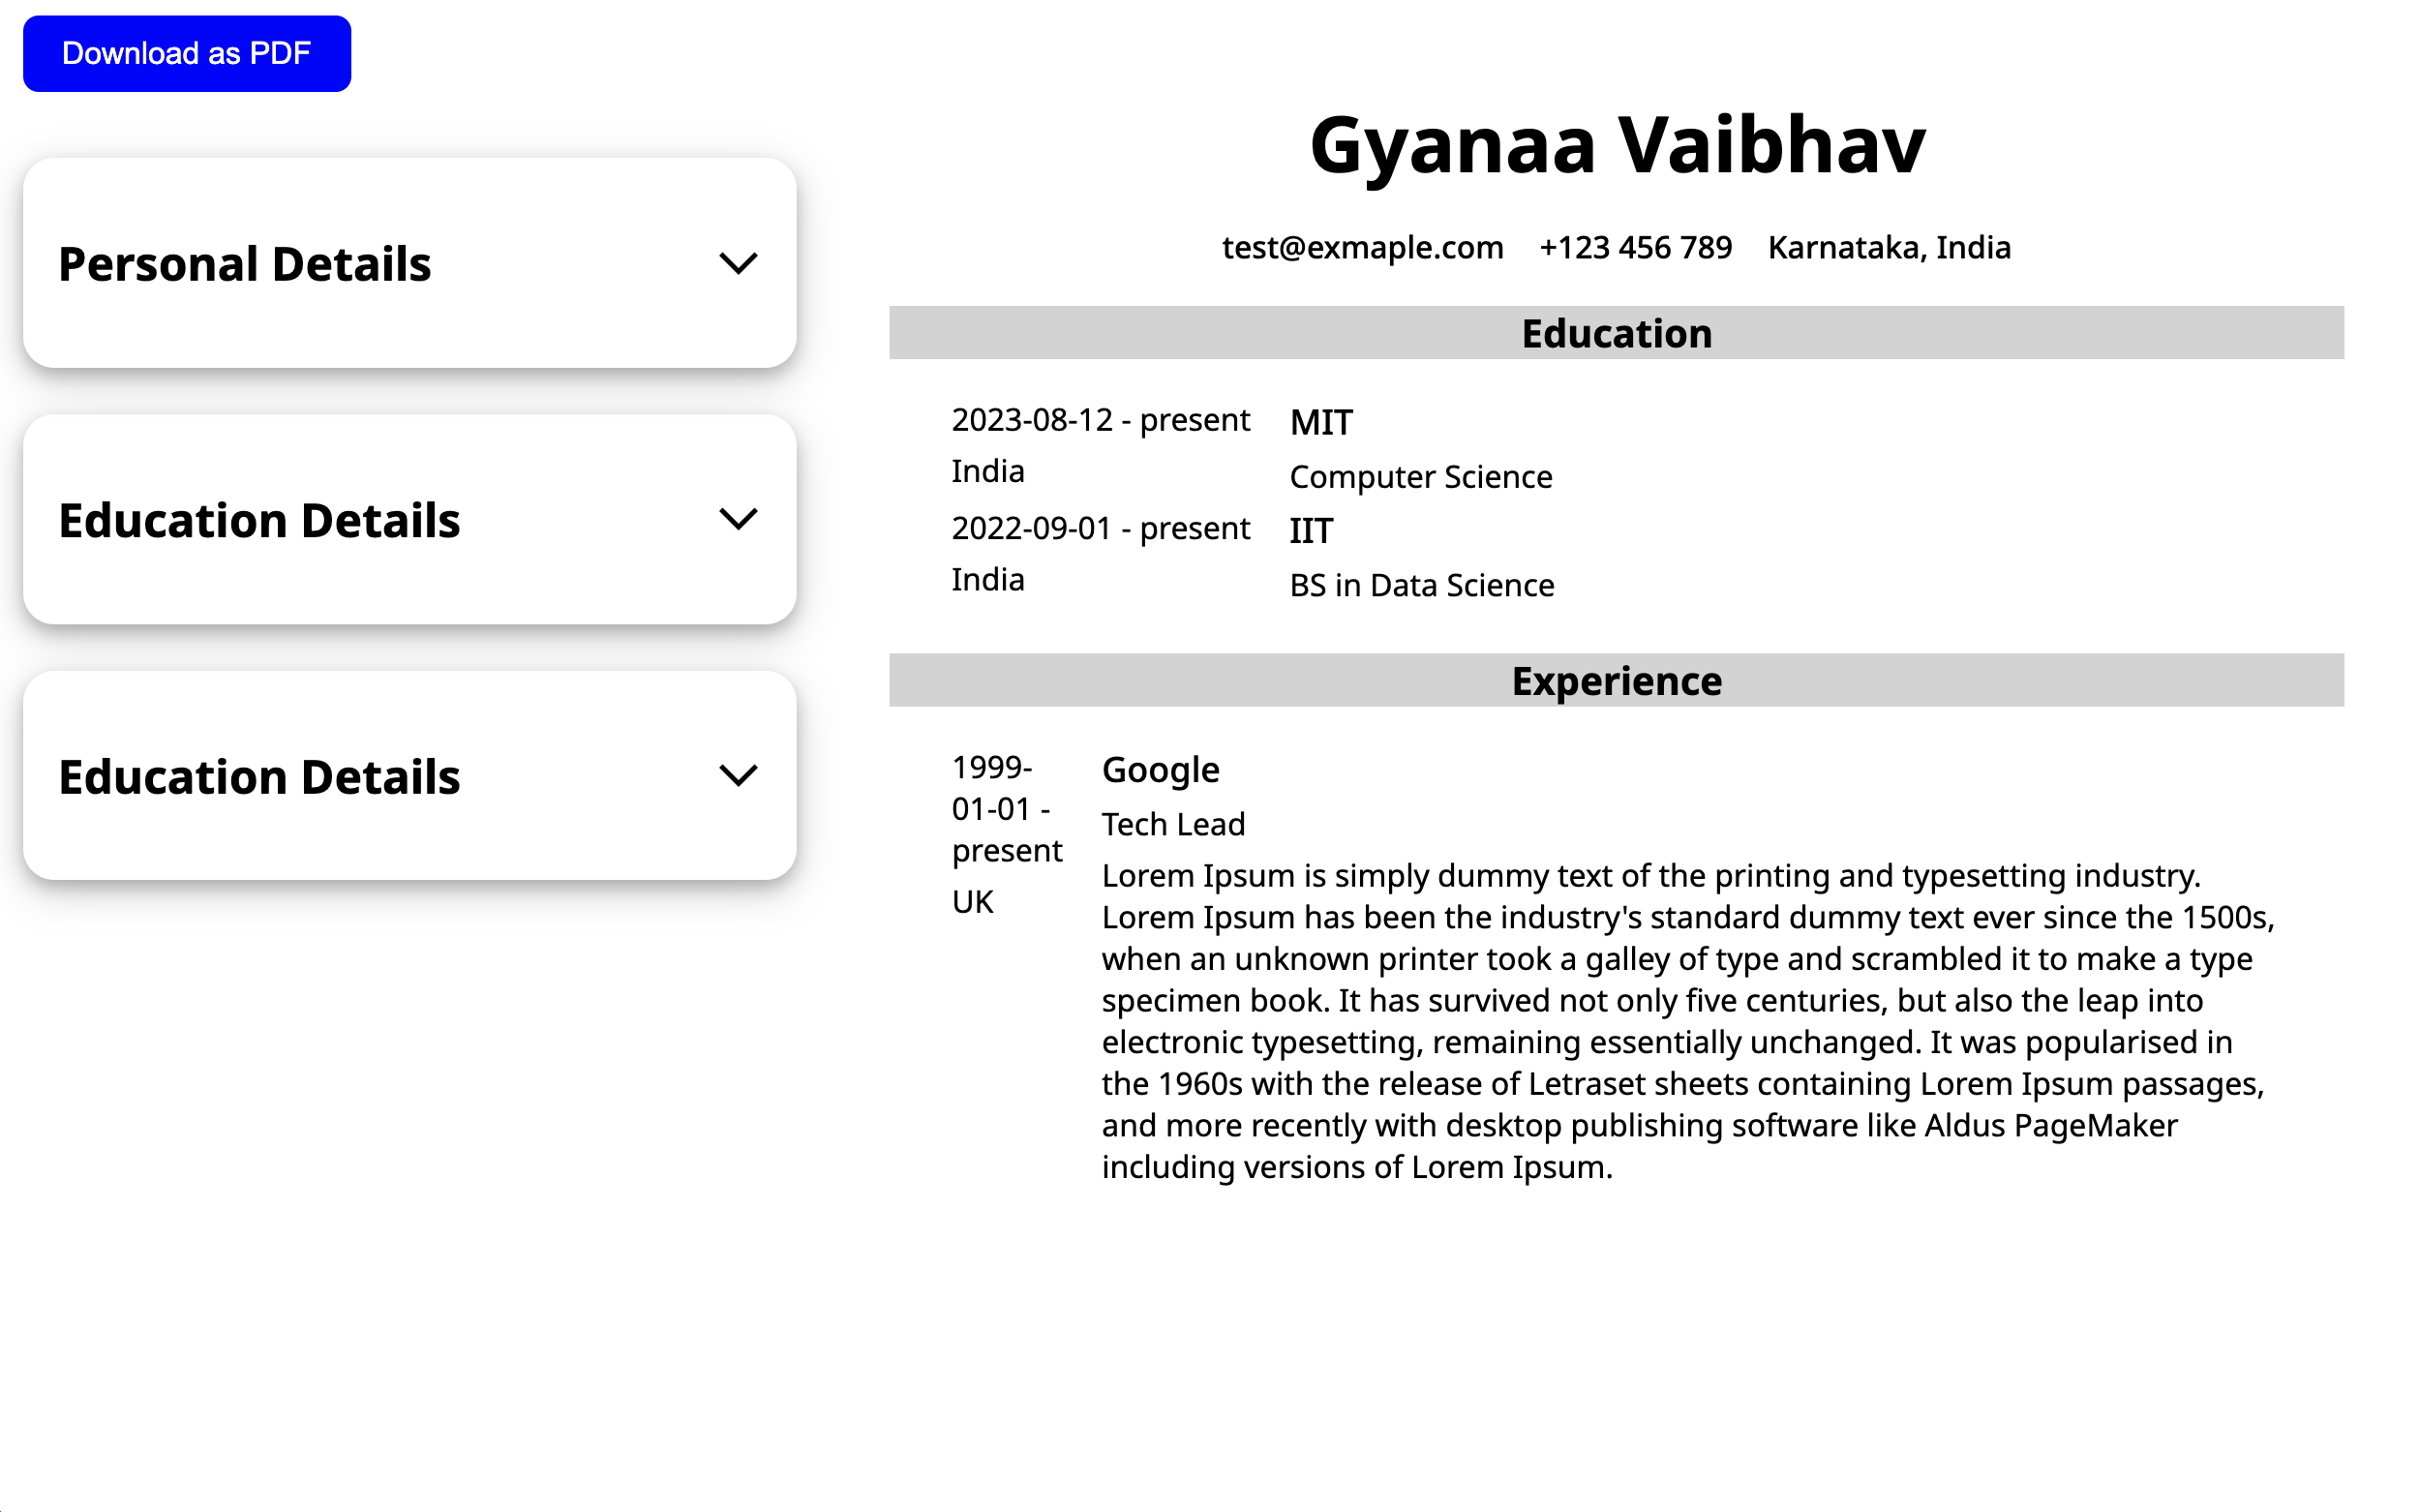 Download as PDF
Personal Details
Education Details
Education Details
Gyanaa Vaibhav
test@exmaple.com +123 456 789 Karnataka, India
Education
2023-08-12 - present MIT
India Computer Science
2022-09-01 - present IIT
India BS in Data Science
Experience
1999-
01-01 -
present
UK
Google
Tech Lead
Lorem Ipsum is simply dummy text of the printing and typesetting industry.
Lorem Ipsum has been the industry's standard dummy text ever since the 1500s,
when an unknown printer took a galley of type and scrambled it to make a type
specimen book. It has survived not only five centuries, but also the leap into
electronic typesetting, remaining essentially unchanged. It was popularised in
the 1960s with the release of Letraset sheets containing Lorem Ipsum passages,
and more recently with desktop publishing software like Aldus PageMaker
including versions of Lorem Ipsum.